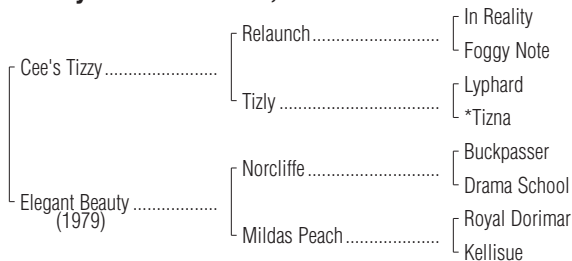 In Reality
Relaunch
Foggy Note
Cee's Tizzy
Lyphard
Tizly
*Tizna
Buckpasser
Norcliffe
Drama School
Elegant Beauty
(1979)
Royal Dorimar
Mildas Peach
Kellisue